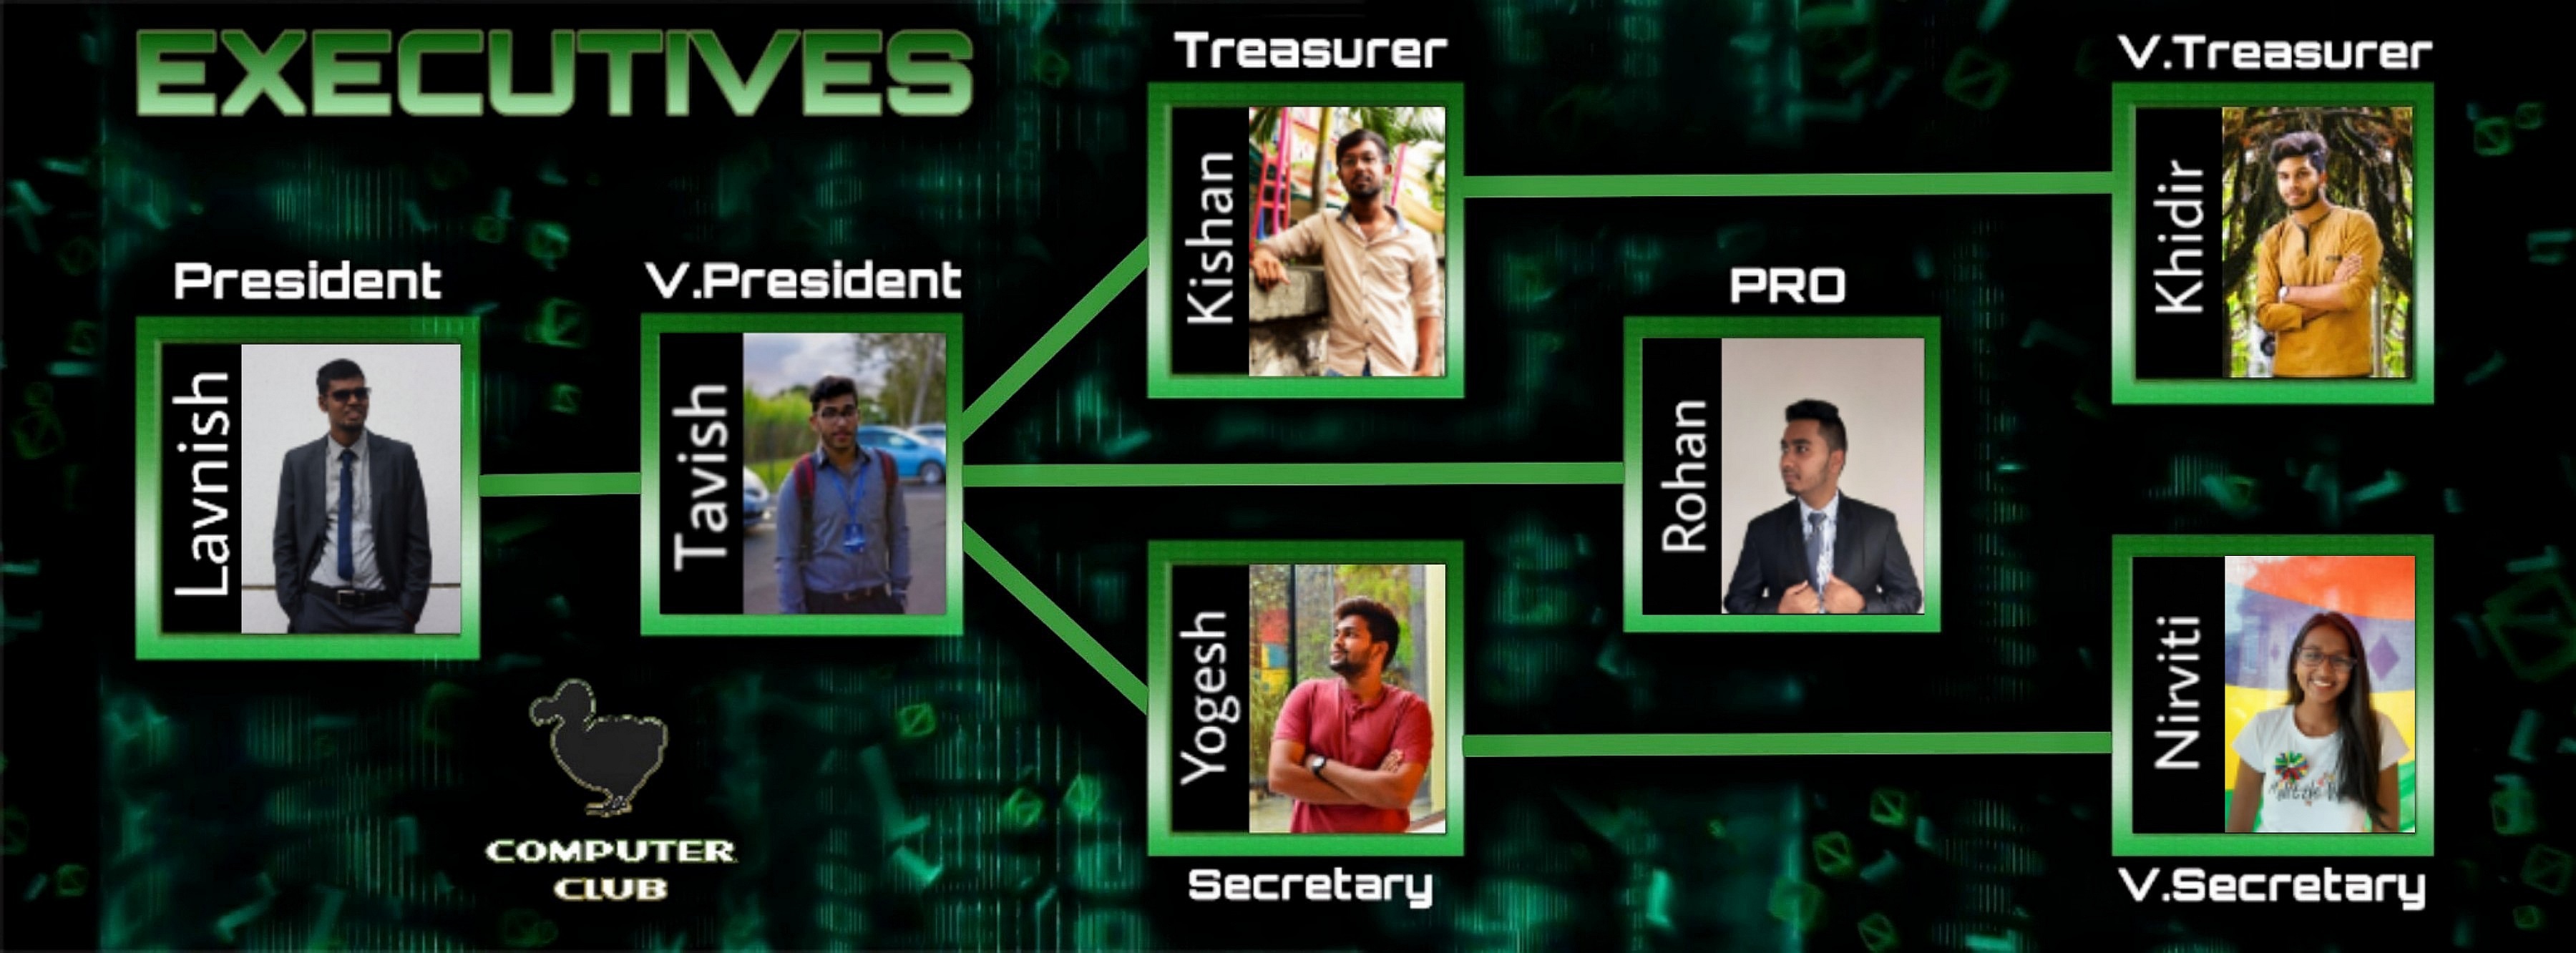 EXECUTIVES
President
Lavnish
V.President
Tavish
Treasurer
Kishan
V.Treasurer
Khidir
PRO
Rohan
Yogesh
Secretary
Nirviti
V.Secretary
COMPUTER
CLUB